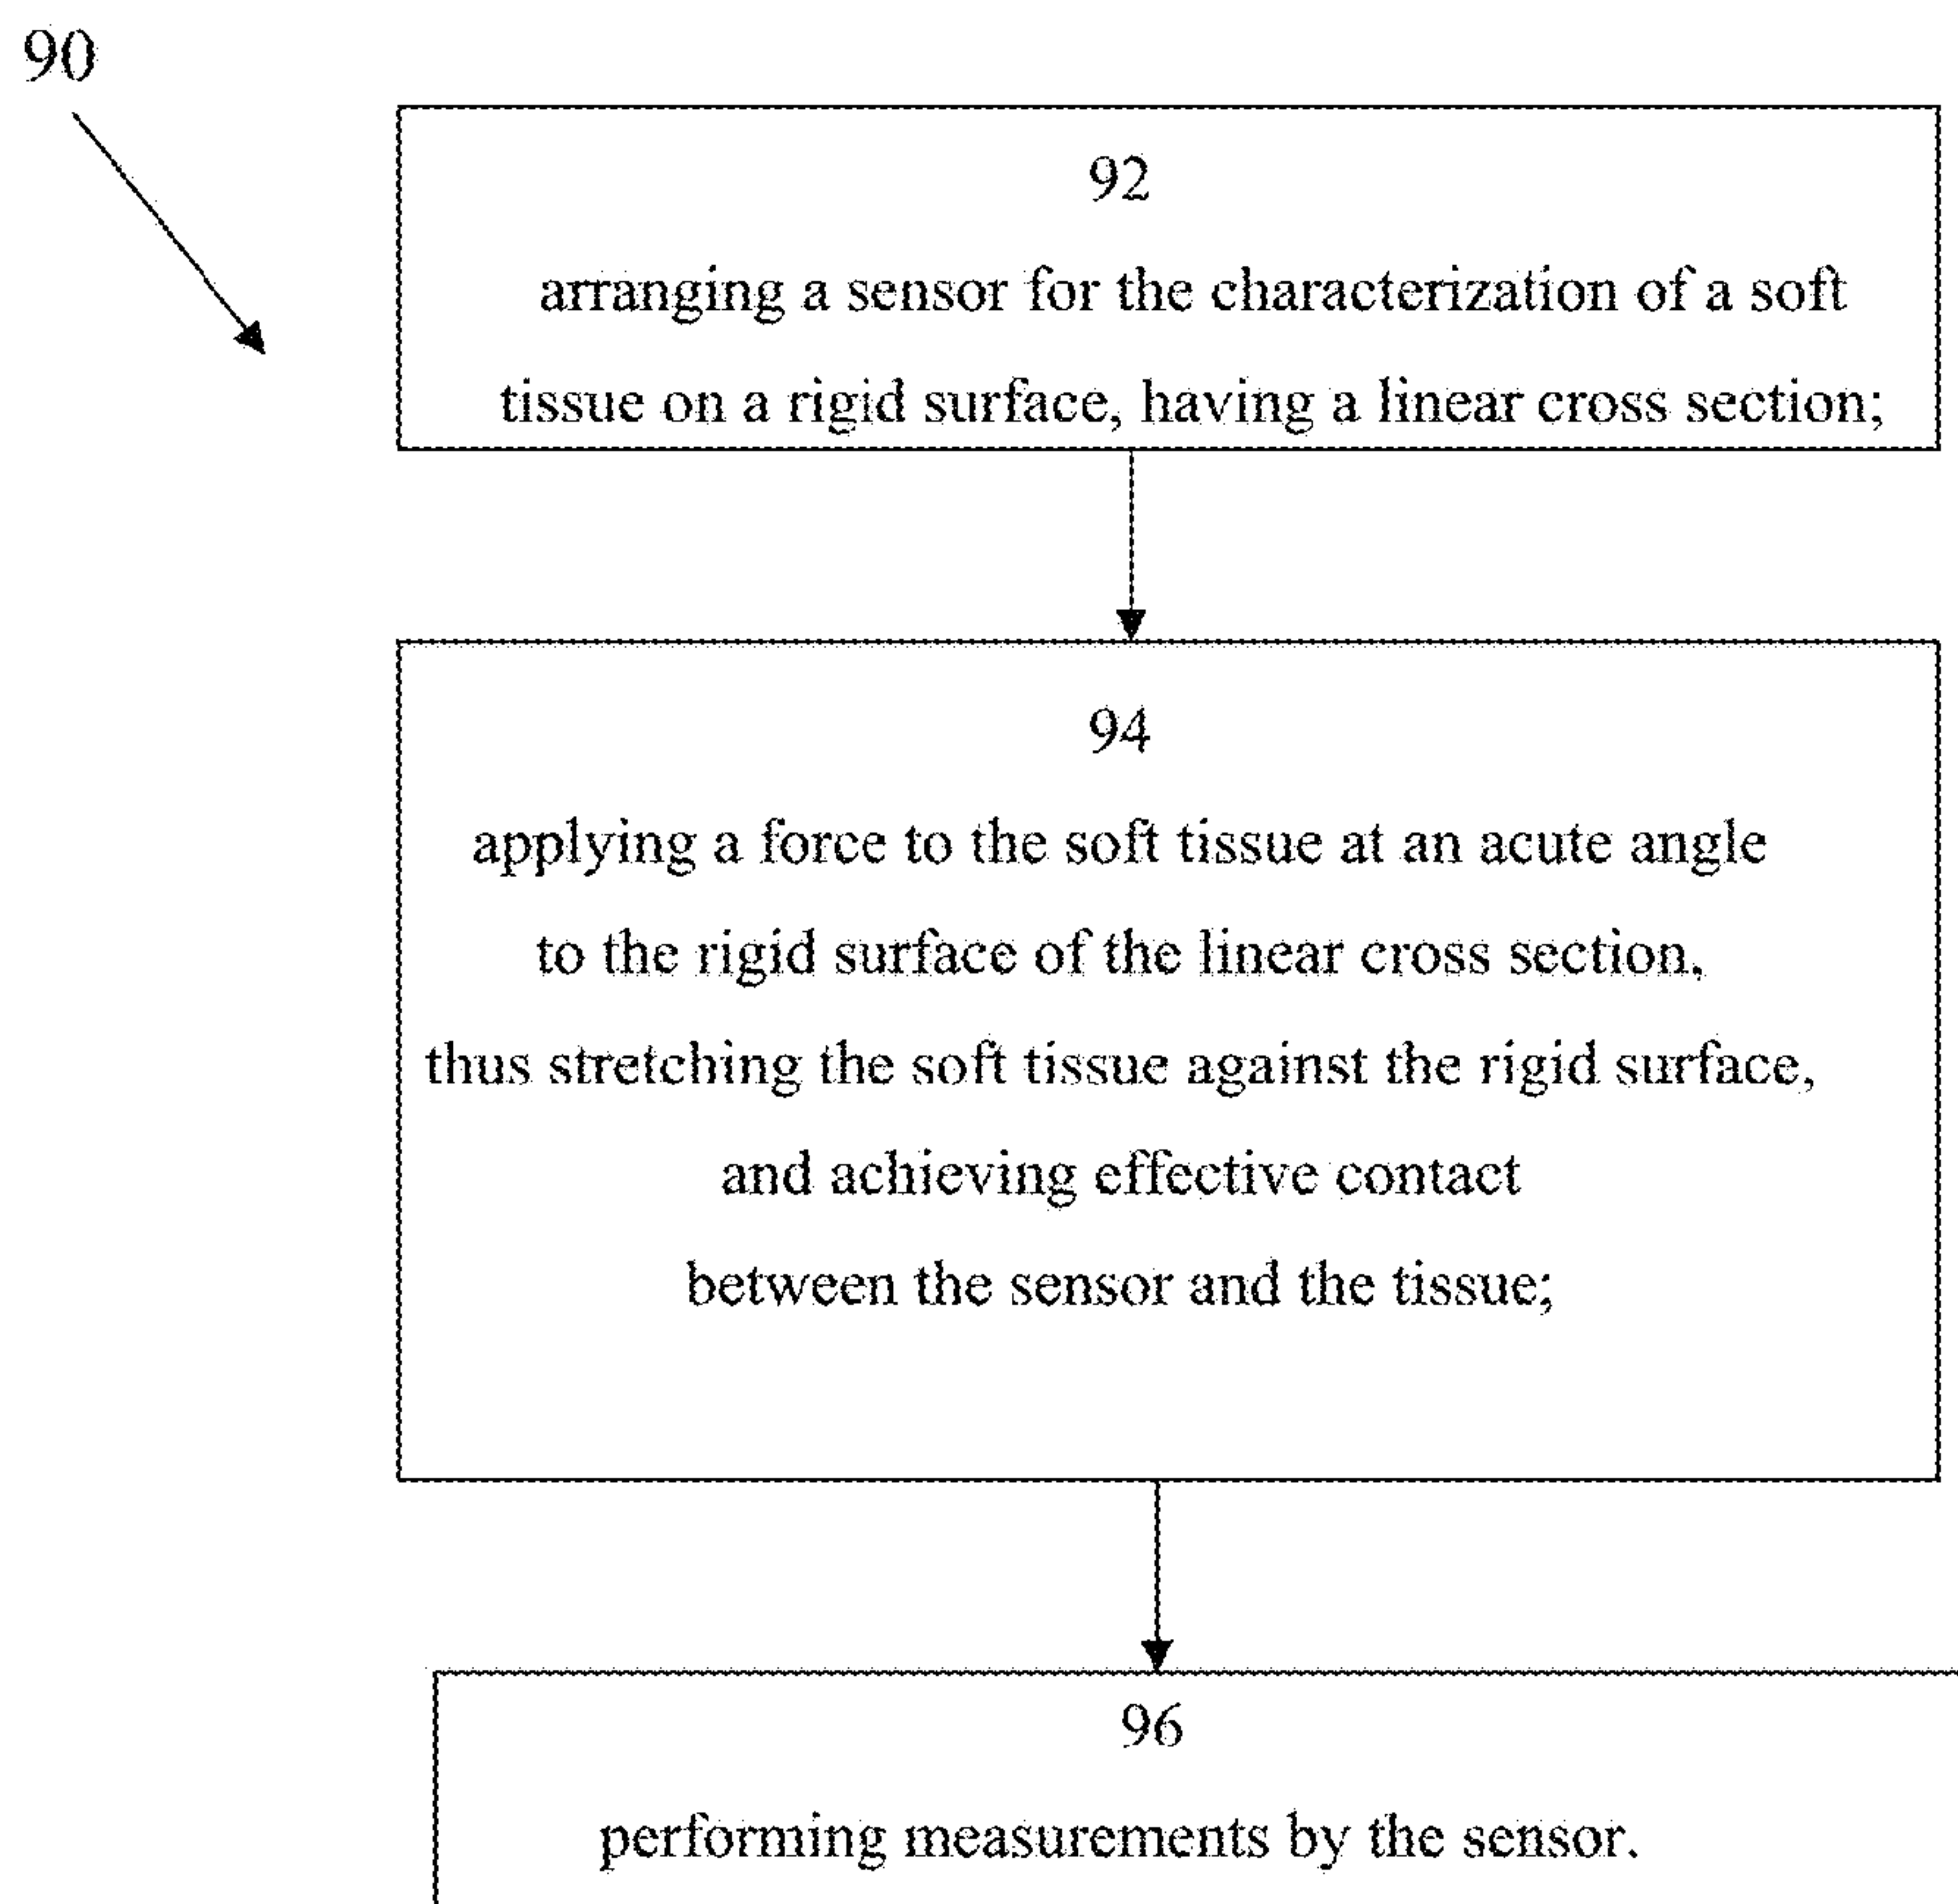 90
92
arranging a sensor for the characterization of a soft
tissue on a rigid surface, having a linear cross section;
94
applying a force to the soft tissue at an acute angle
to the rigid surface of the linear cross section,
thus stretching the soft tissue against the rigid surface,
and achieving effective contact
between the sensor and the tissue;
96
performing measurements by the sensor.